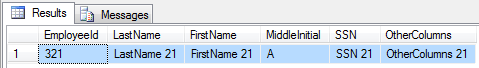 Results Messages
EmployeeId LastName FirstName MiddleInitial SSN OtherColumns
1 321 LastName 21 FirstName 21 A SSN 21 OtherColumns 21